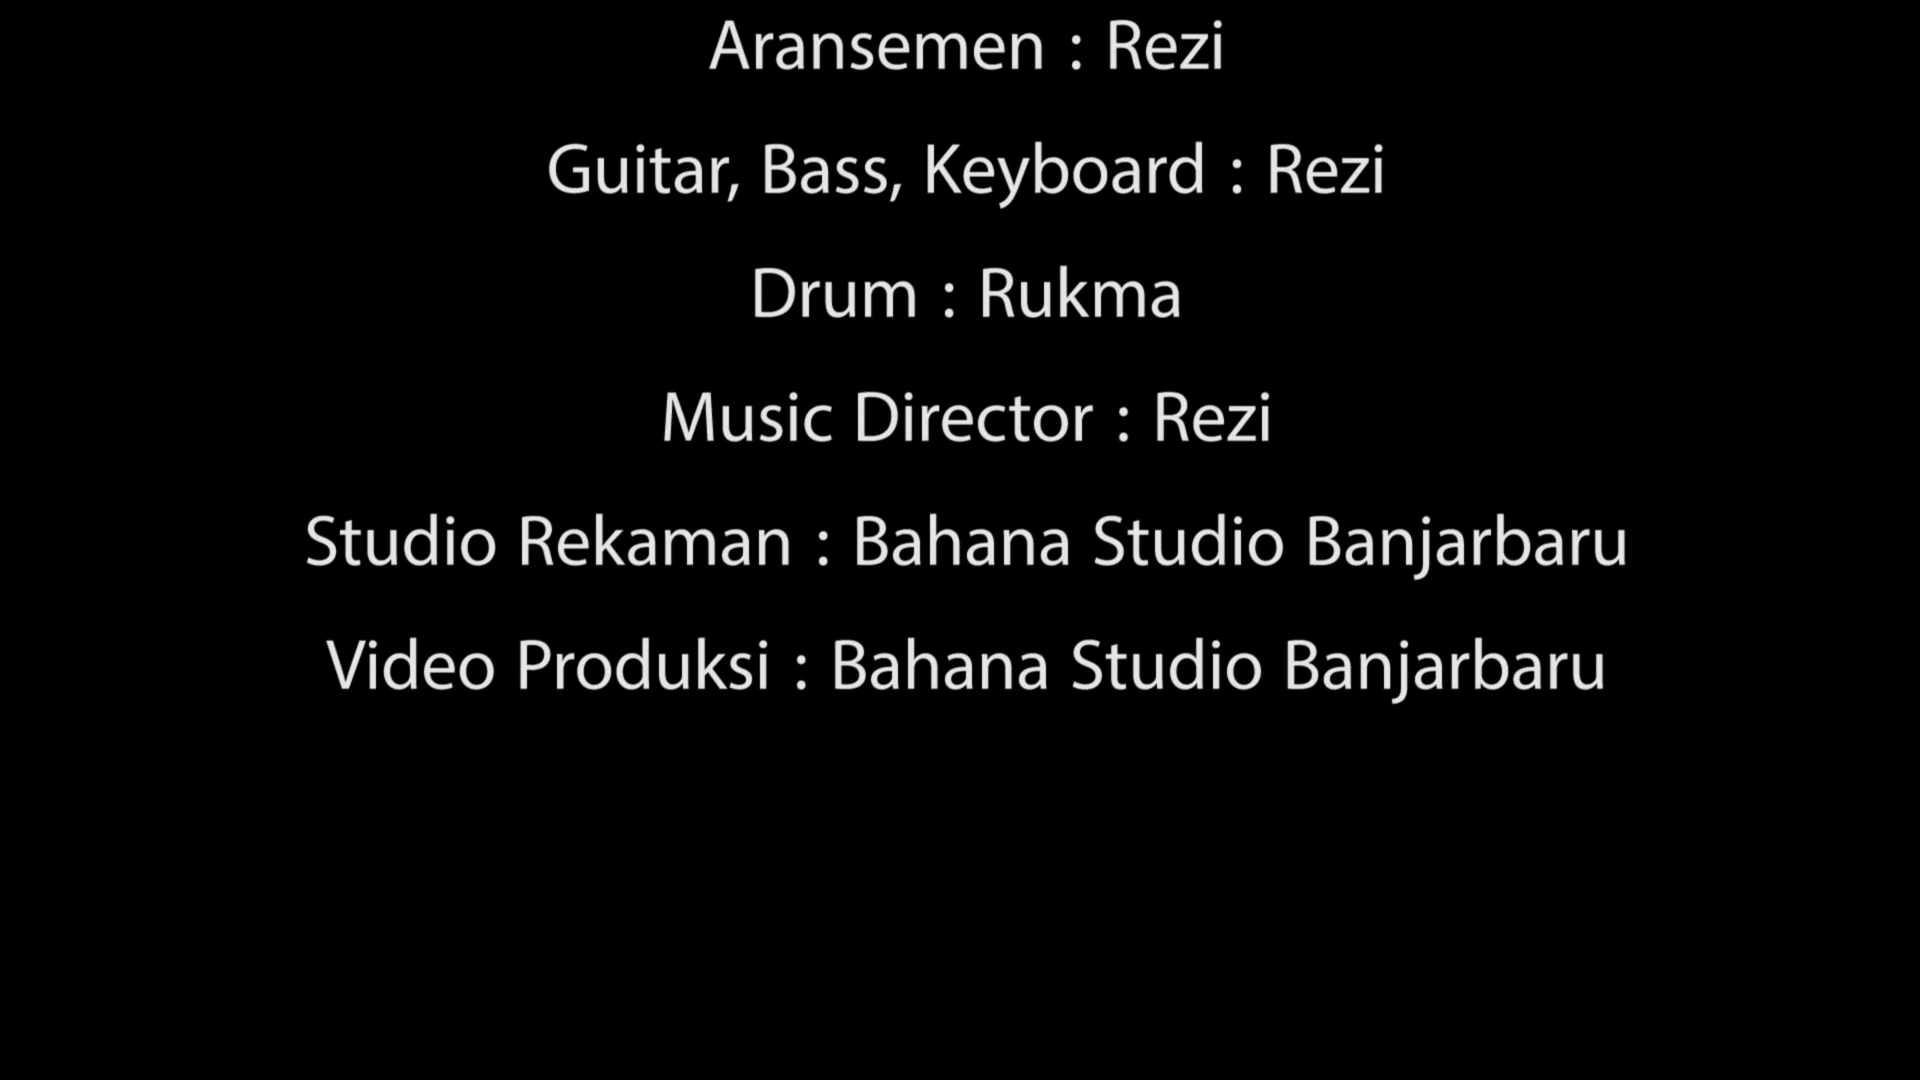 Aransemen : Rezi
Guitar, Bass, Keyboard : Rezi
Drum : Rukma
Music Director : Rezi
Studio Rekaman : Bahana Studio Banjarbaru
Video Produksi : Bahana Studio Banjarbaru